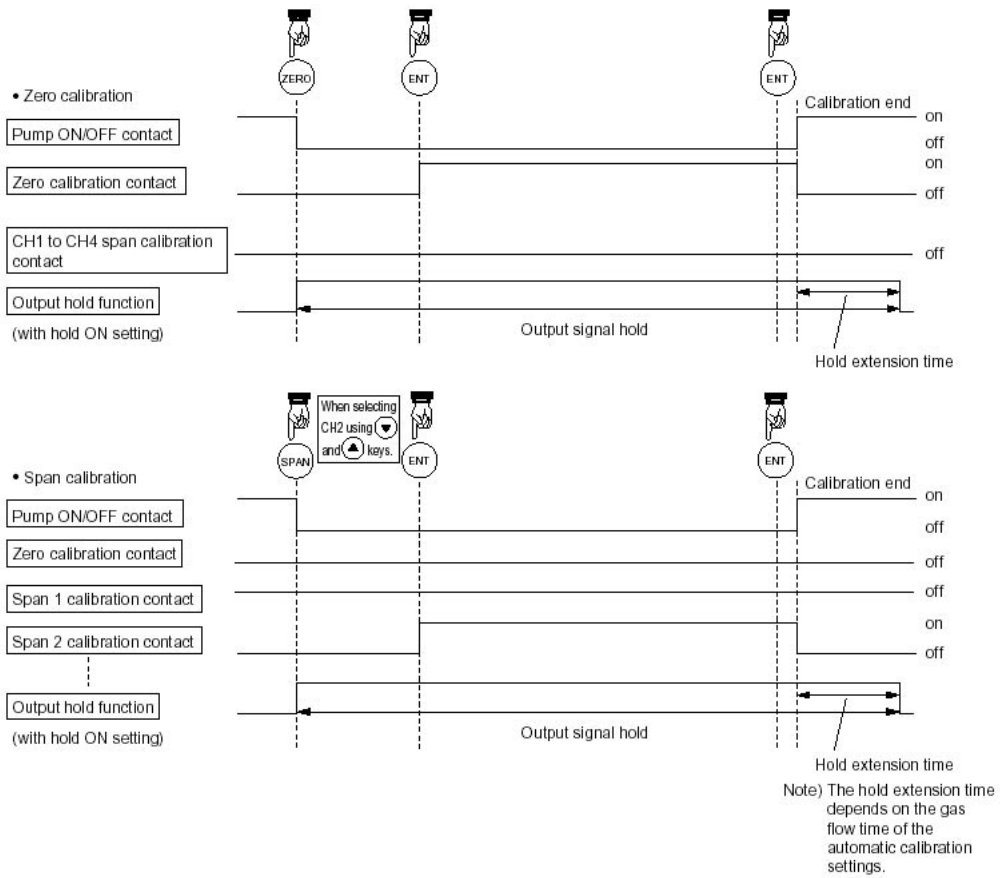 ZERO
ENT
ENT
• Zero calibration
Calibration end
Pump ON/OFF contact
on
off
Zero calibration contact
on
off
CH1 to CH4 span calibration
contact
off
Output hold function
(with hold ON setting)
Output signal hold
Hold extension time
When selecting
CH2 using
and keys.
SPAN
ENT
ENT
• Span calibration
Calibration end
Pump ON/OFF contact
on
off
Zero calibration contact
off
Span 1 calibration contact
off
Span 2 calibration contact
on
off
Output hold function
(with hold ON setting)
Output signal hold
Hold extension time
Note) The hold extension time
depends on the gas
flow time of the
automatic calibration
settings.